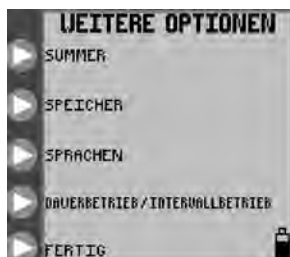 WEITERE OPTIONEN
SUMMER
SPEICHER
SPRACHEN
DAUERBETRIEB/INTERVALLBETRIEB
FERTIG